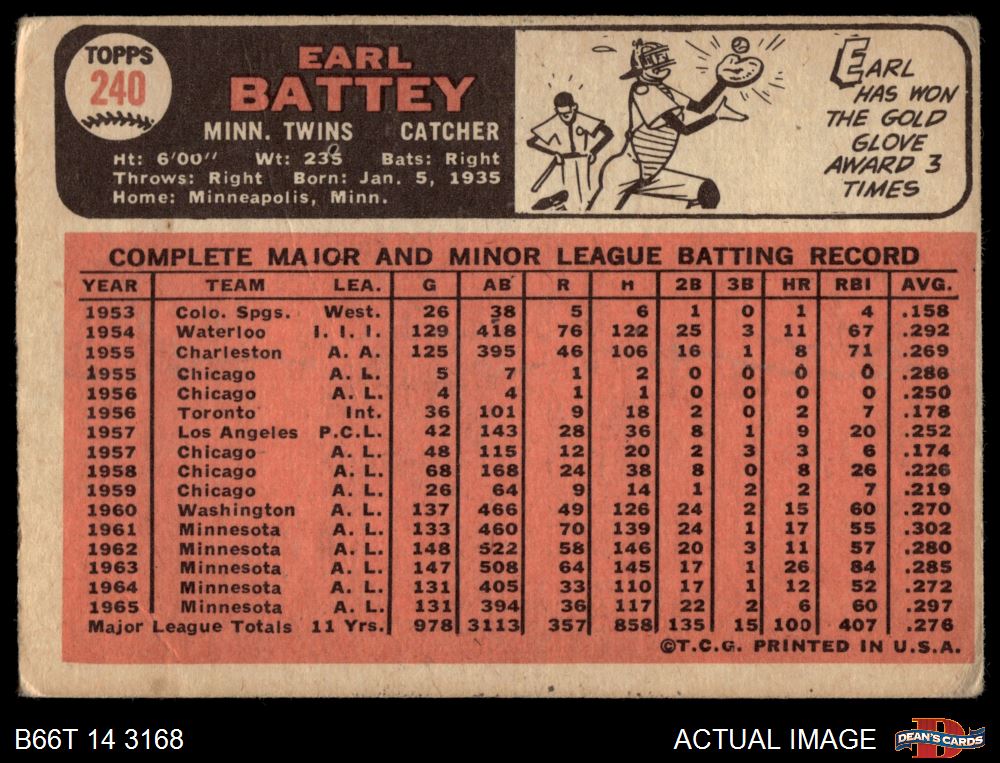 TOPPS
240
EARL
BATTEY
MINN. TWINS CATCHER
Ht: 6'00" Wt: 235 Bats: Right
Throws: Right Born: Jan. 5, 1935
Home: Minneapolis, Minn.
EARL
HAS WON
THE GOLD
GLOVE
AWARD 3
TIMES
COMPLETE MAJOR AND MINOR LEAGUE BATTING RECORD
YEAR TEAM LEA. G AB R H 2B 3B HR RBI AVG.
1953 Colo. Spgs. West. 26 38 5 6 1 0 1 4 .158
1954 Waterloo I. I. I. 129 418 76 122 25 3 11 67 .292
1955 Charleston A. A. 125 395 46 106 16 1 8 71 .269
1955 Chicago A. L. 5 7 1 2 0 0 0 0 .286
1956 Chicago A. L. 4 4 1 1 0 0 0 0 .250
1956 Toronto Int. 36 101 9 18 2 0 2 7 .178
1957 Los Angeles P.C.L. 42 143 28 36 8 1 9 20 .252
1957 Chicago A. L. 48 115 12 20 2 3 3 6 .174
1958 Chicago A. L. 68 168 24 38 8 0 8 26 .226
1959 Chicago A. L. 26 64 9 14 1 2 2 7 .219
1960 Washington A. L. 137 466 49 126 24 2 15 60 .270
1961 Minnesota A. L. 133 460 70 139 24 1 17 55 .302
1962 Minnesota A. L. 148 522 58 146 20 3 11 57 .280
1963 Minnesota A. L. 147 508 64 145 17 1 26 84 .285
1964 Minnesota A. L. 131 405 33 110 17 1 12 52 .272
1965 Minnesota A. L. 131 394 36 117 22 2 6 60 .297
Major League Totals 11 Yrs. 978 3113 357 858 135 15 100 407 .276
©T.C.G. PRINTED IN U.S.A.
B66T 14 3168 ACTUAL IMAGE
DEAN'S CARDS